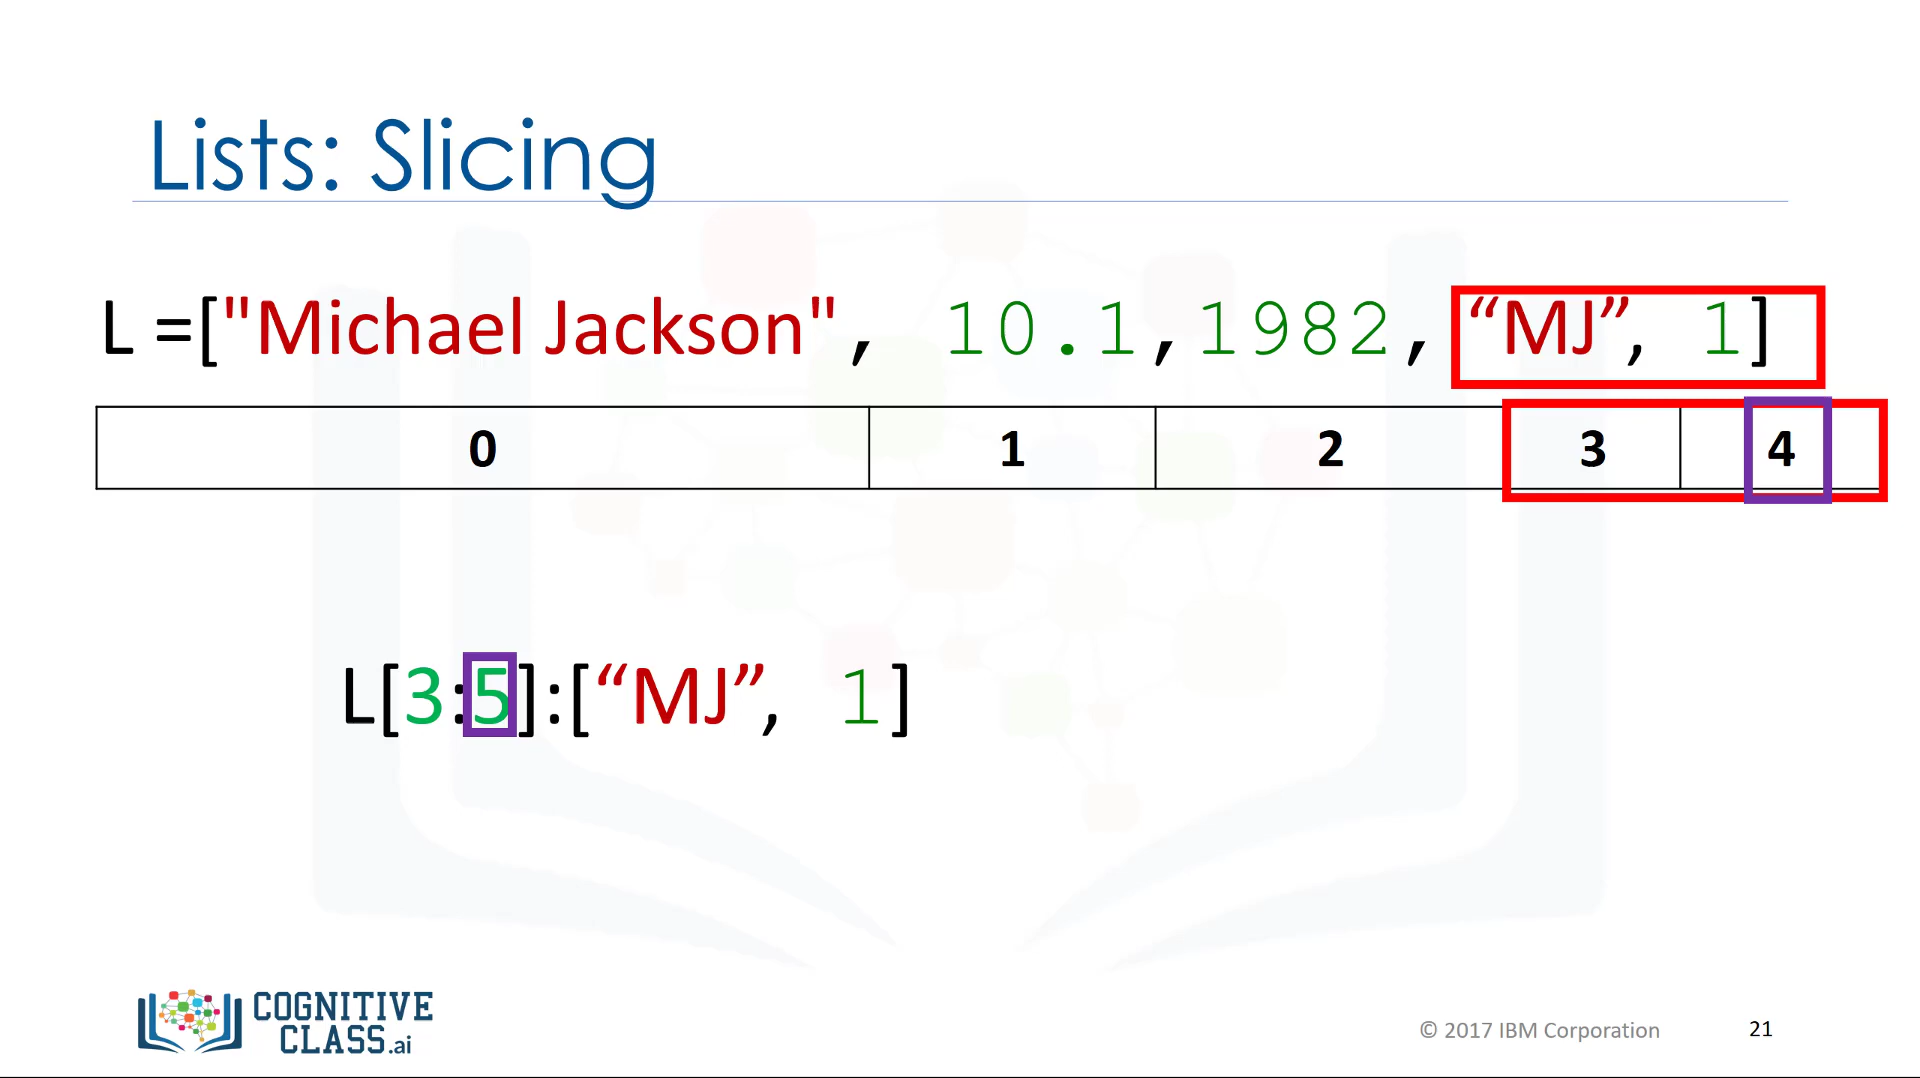 Lists: Slicing
L =["Michael Jackson" , 10.1,1982, “MJ”, 1]
0 1 2 3 4
L[3:5]:[“MJ”, 1]
COGNITIVE
CLASS.ai
© 2017 IBM Corporation 21